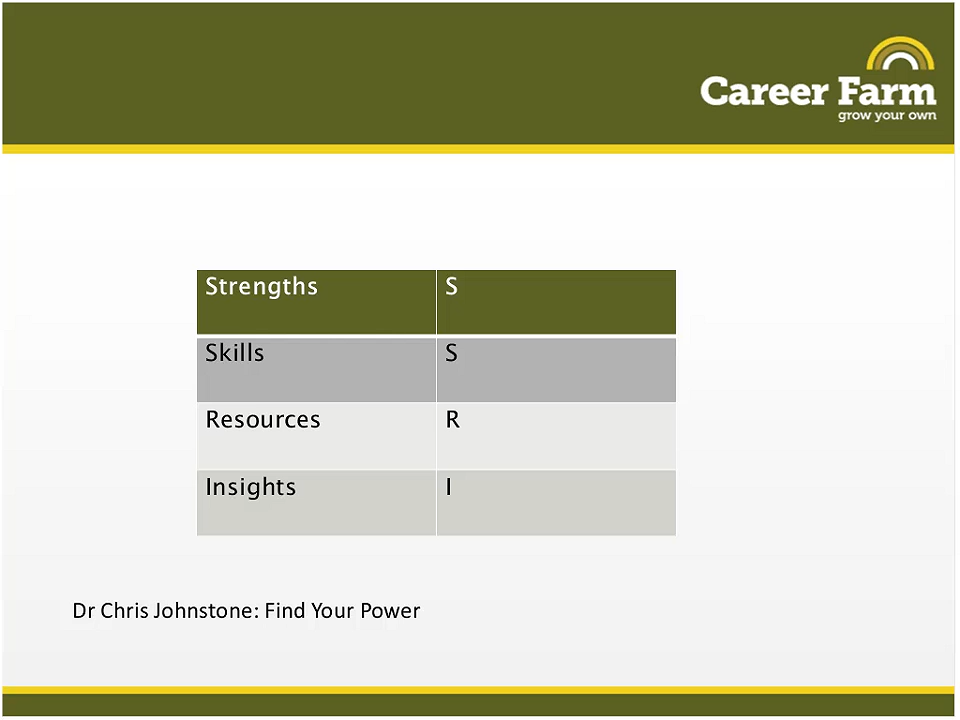 Career Farm
grow your own
Strengths S
Skills S
Resources R
Insights I
Dr Chris Johnstone: Find Your Power